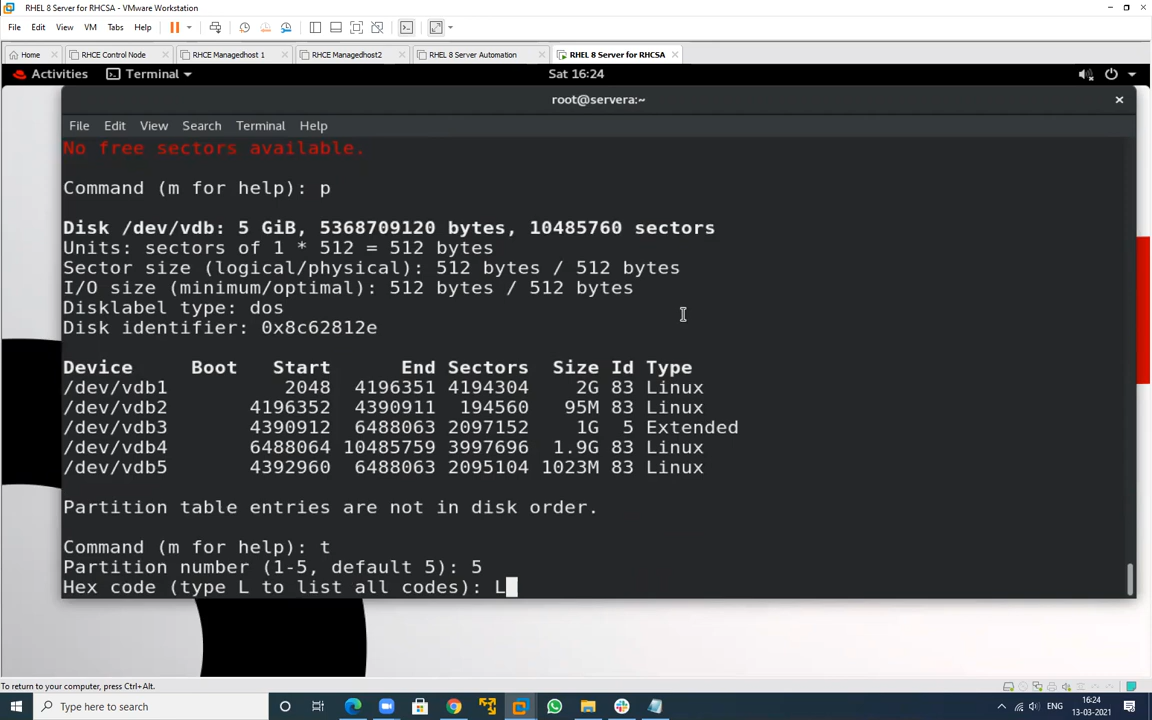 RHEL 8 Server for RHCSA - VMware Workstation
File Edit View VM Tabs Help
Home RHCE Control Node RHCE Managedhost 1 RHCE Managedhost2 RHEL 8 Server Automation RHEL 8 Server for RHCSA
Activities Terminal Sat 16:24
root@servera:~
File Edit View Search Terminal Help
No free sectors available.
Command (m for help): p
Disk /dev/vdb: 5 GiB, 5368709120 bytes, 10485760 sectors
Units: sectors of 1 * 512 = 512 bytes
Sector size (logical/physical): 512 bytes / 512 bytes
I/O size (minimum/optimal): 512 bytes / 512 bytes
Disklabel type: dos
Disk identifier: 0x8c62812e
Device Boot Start End Sectors Size Id Type
/dev/vdb1 2048 4196351 4194304 2G 83 Linux
/dev/vdb2 4196352 4390911 194560 95M 83 Linux
/dev/vdb3 4390912 6488063 2097152 1G 5 Extended
/dev/vdb4 6488064 10485759 3997696 1.9G 83 Linux
/dev/vdb5 4392960 6488063 2095104 1023M 83 Linux
Partition table entries are not in disk order.
Command (m for help): t
Partition number (1-5, default 5): 5
Hex code (type L to list all codes): L
To return to your computer, press Ctrl+Alt.
Type here to search
ENG
16:24
13-03-2021